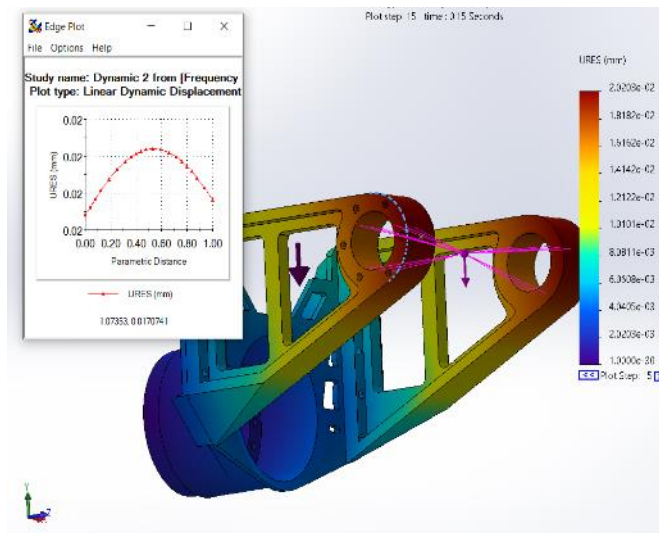 Plot step: 15 time : 0.15 Seconds
Edge Plot
File Options Help
Study name: Dynamic 2 from [Frequency
Plot type: Linear Dynamic Displacement
0.02
0.02
0.02
0.02
URES (mm)
0.00 0.20 0.40 0.60 0.80 1.00
Parametric Distance
URES (mm)
1.07353, 0.0170741
URES (mm)
2.0203e-02
1.8182e-02
1.6162e-02
1.4142e-02
1.2122e-02
1.0101e-02
8.0811e-03
6.0608e-03
4.0405e-03
2.0203e-03
1.0000e-30
<< Plot Step: 5
Y
Z